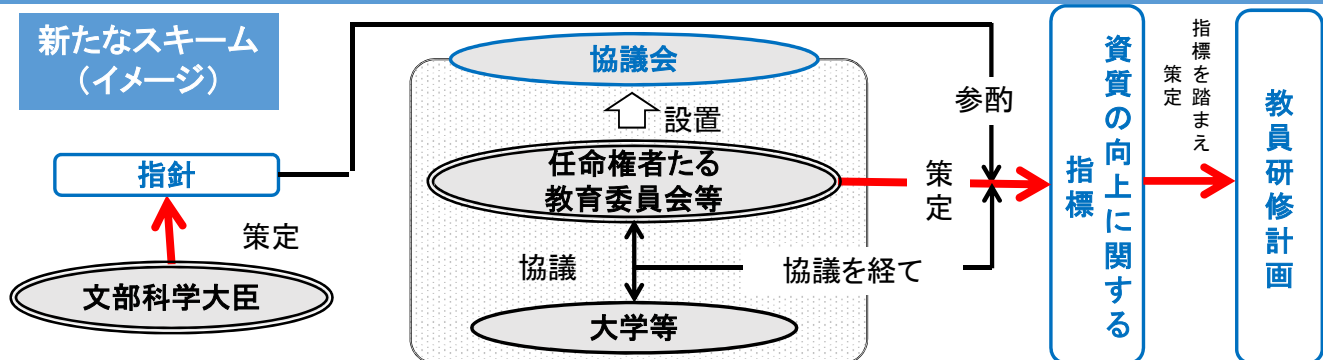 新たなスキーム
（イメージ）
指針
策定
文部科学大臣
協議会
設置
任命権者たる
教育委員会等
協議
協議を経て
大学等
参酌
策定
資質の向上に関する
指標
指標を踏まえ
策定
教員研修計画